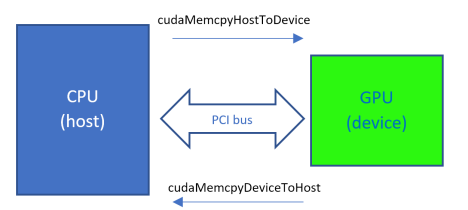 cudaMemcpyHostToDevice
CPU
(host)
PCI bus
GPU
(device)
cudaMemcpyDeviceToHost